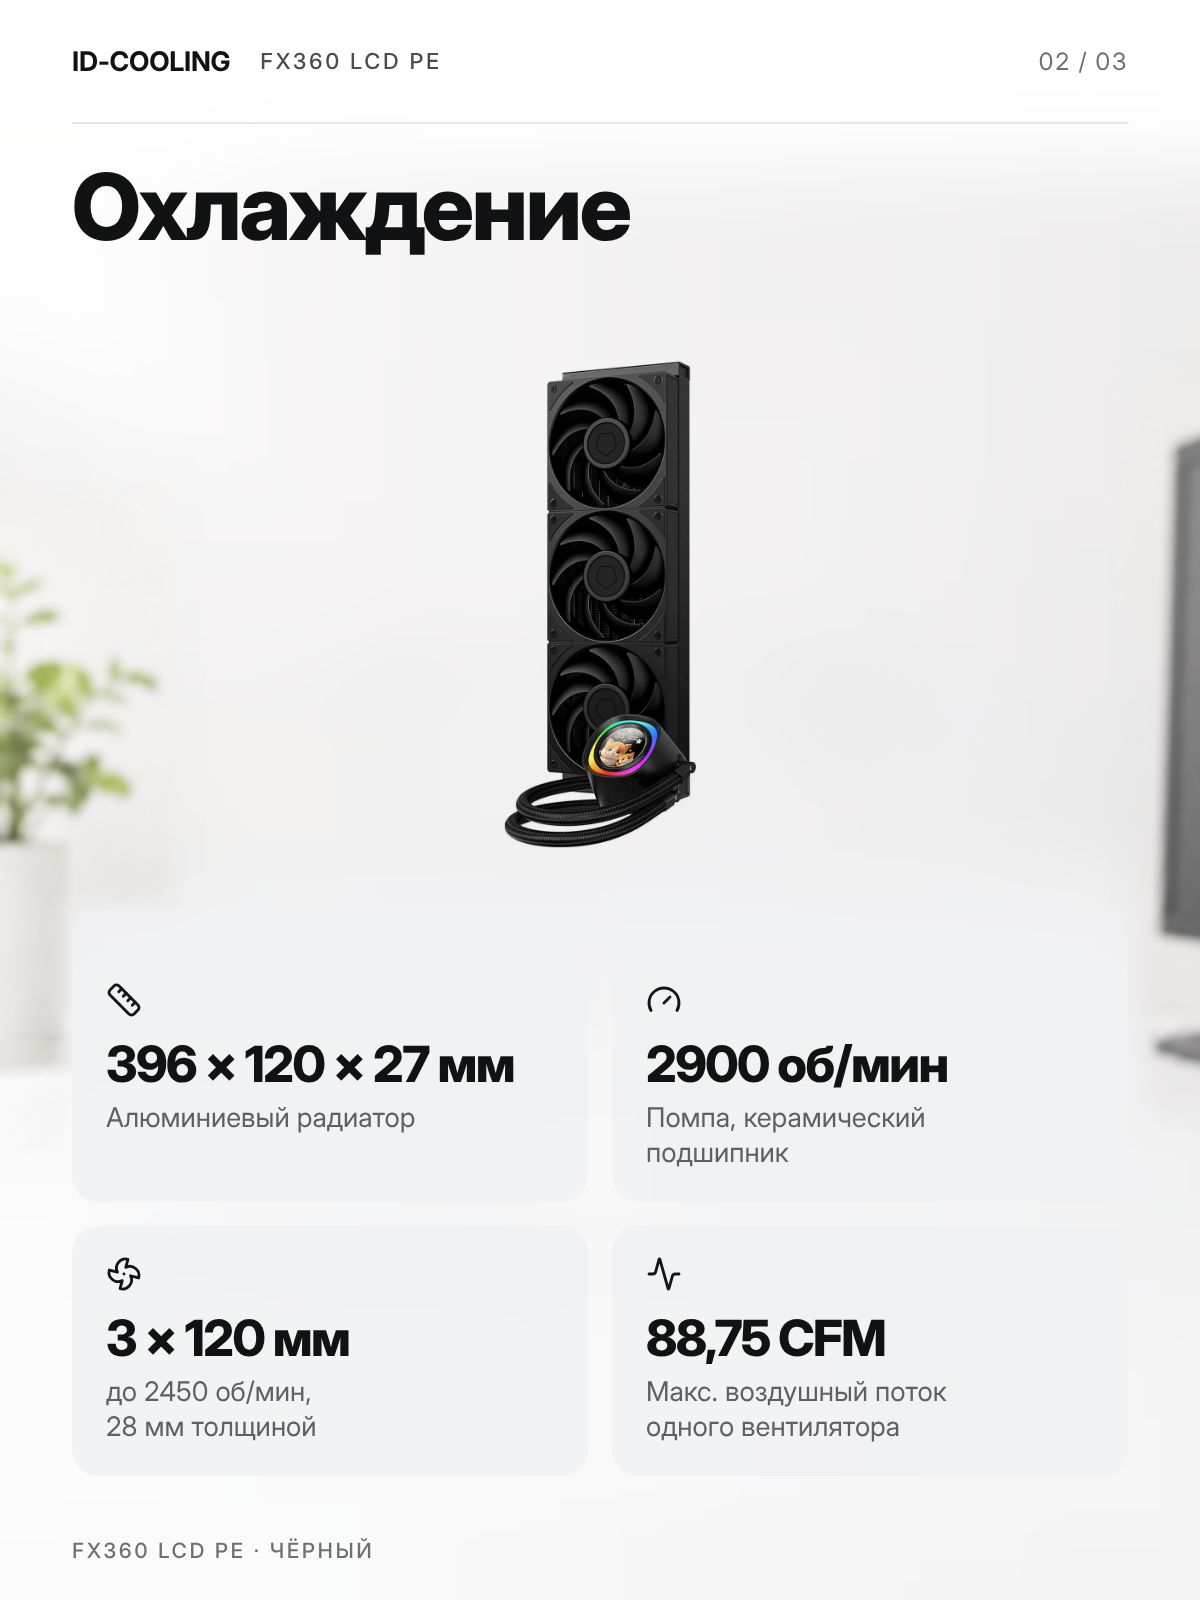 ID-COOLING FX360 LCD PE 02 / 03
Охлаждение
396 × 120 × 27 мм
Алюминиевый радиатор
2900 об/мин
Помпа, керамический
подшипник
3 × 120 мм
до 2450 об/мин,
28 мм толщиной
88,75 CFM
Макс. воздушный поток
одного вентилятора
FX360 LCD PE · ЧЁРНЫЙ